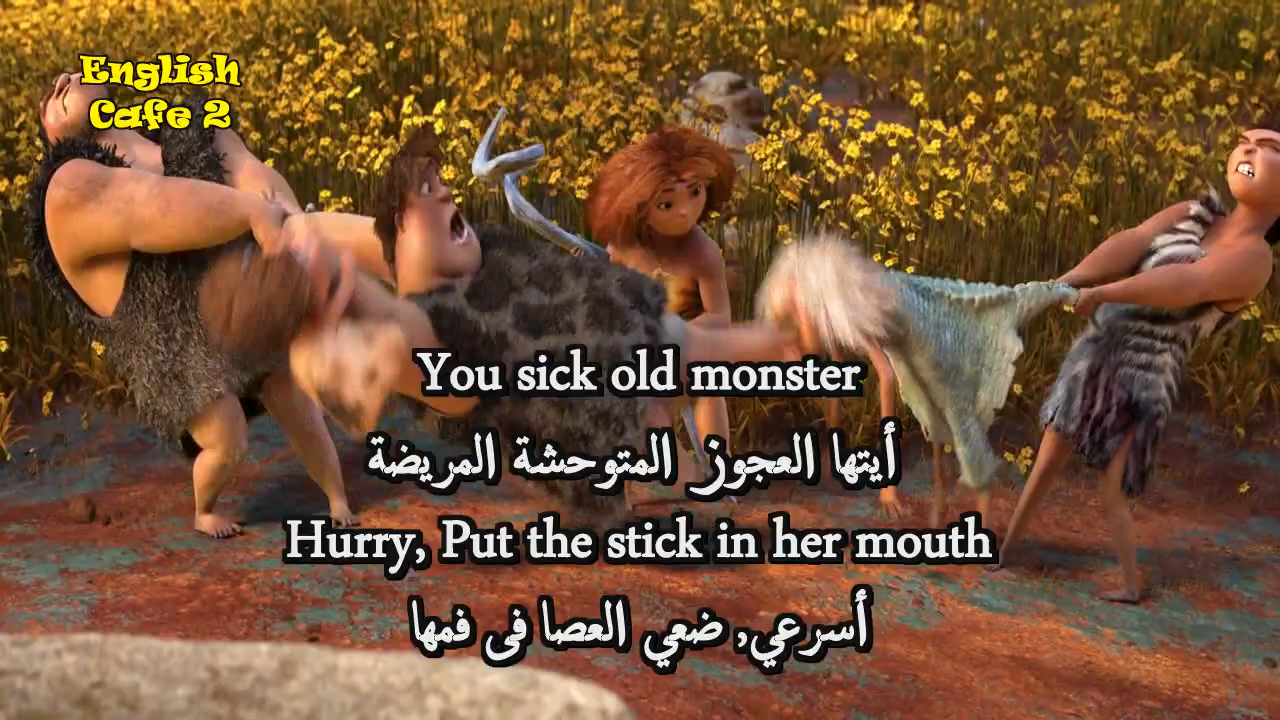 English
Cafe 2
You sick old monster
أيتها العجوز المتوحشة المريضة
Hurry, Put the stick in her mouth
أسرعي, ضعي العصا فى فمها